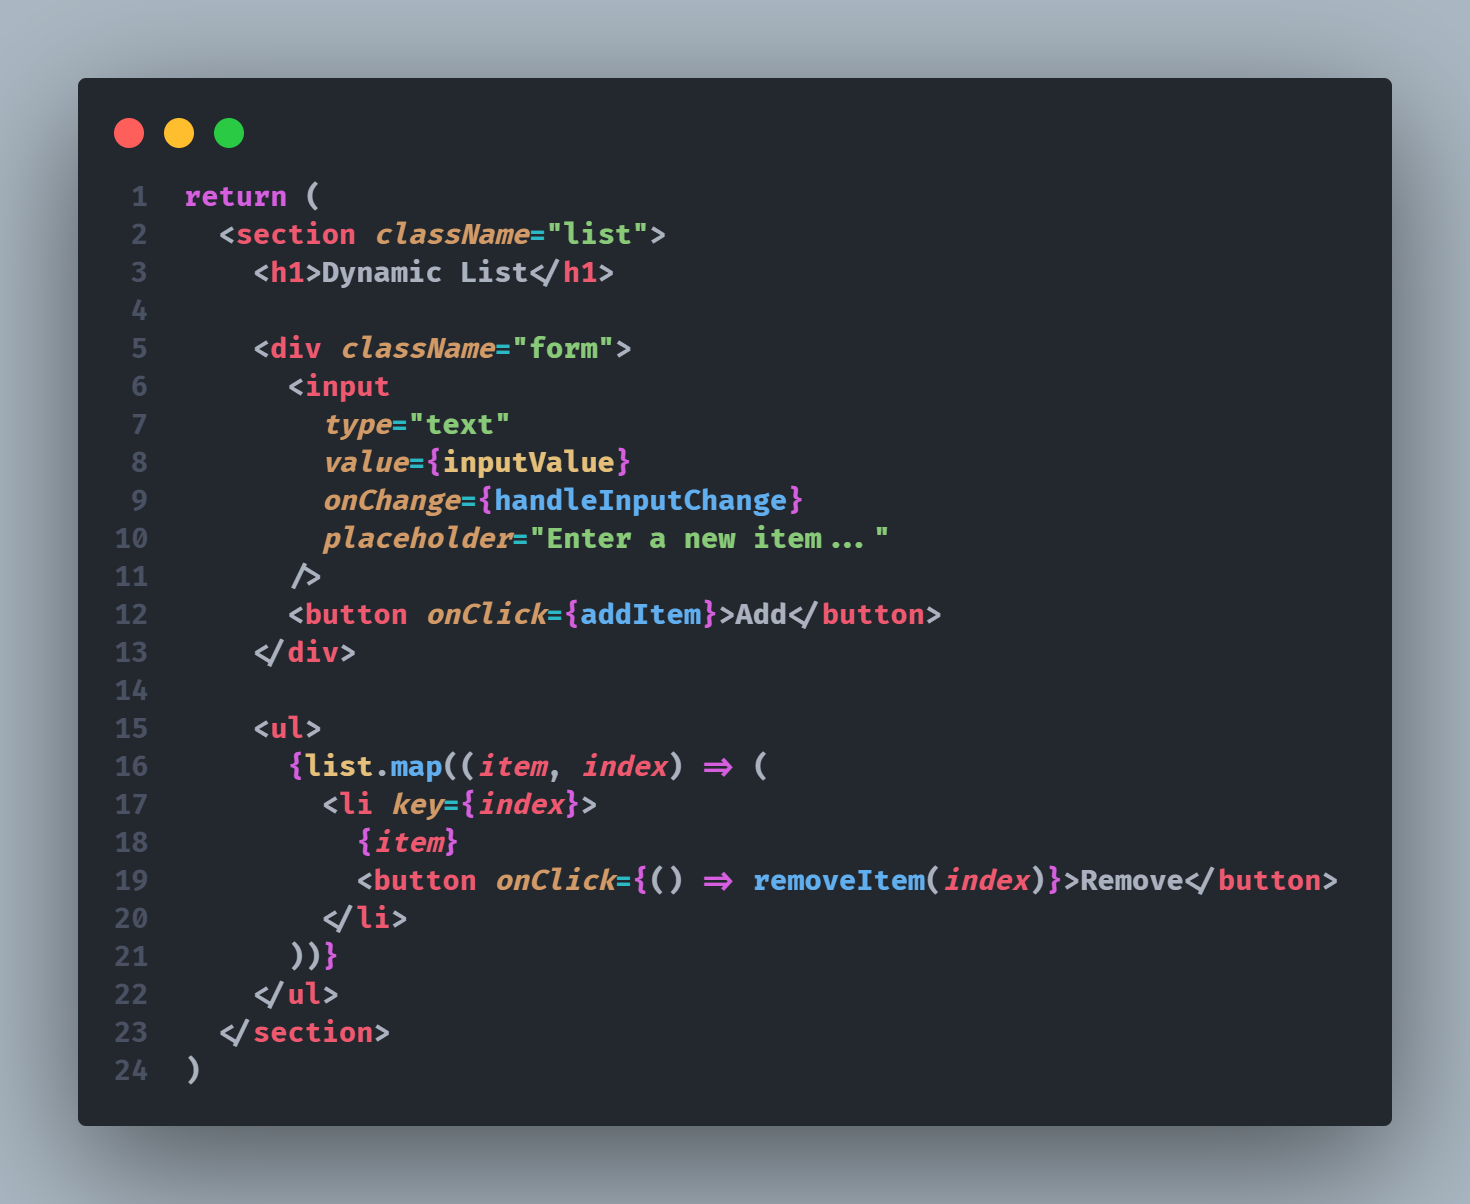 1 return (
2   <section className="list">
3     <h1>Dynamic List</h1>
4
5     <div className="form">
6       <input
7         type="text"
8         value={inputValue}
9         onChange={handleInputChange}
10         placeholder="Enter a new item..."
11       />
12       <button onClick={addItem}>Add</button>
13     </div>
14
15     <ul>
16       {list.map((item, index) => (
17         <li key={index}>
18           {item}
19           <button onClick={() => removeItem(index)}>Remove</button>
20         </li>
21       ))}
22     </ul>
23   </section>
24 )